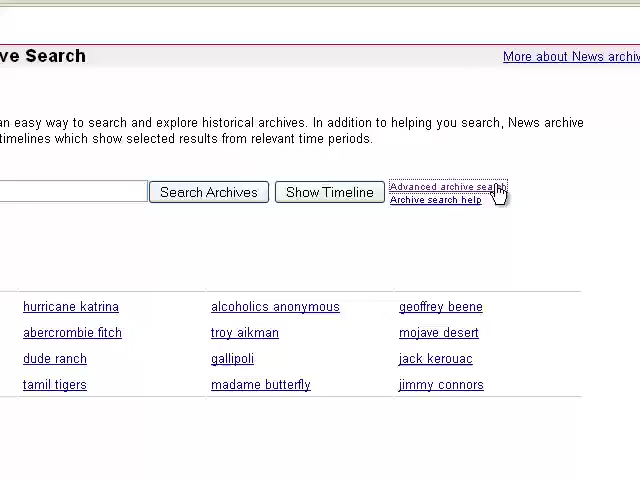 ve Search
More about News archiv
an easy way to search and explore historical archives. In addition to helping you search, News archive
timelines which show selected results from relevant time periods.
Search Archives
Show Timeline
Advanced archive search
Archive search help
hurricane katrina
alcoholics anonymous
geoffrey beene
abercrombie fitch
troy aikman
mojave desert
dude ranch
gallipoli
jack kerouac
tamil tigers
madame butterfly
jimmy connors